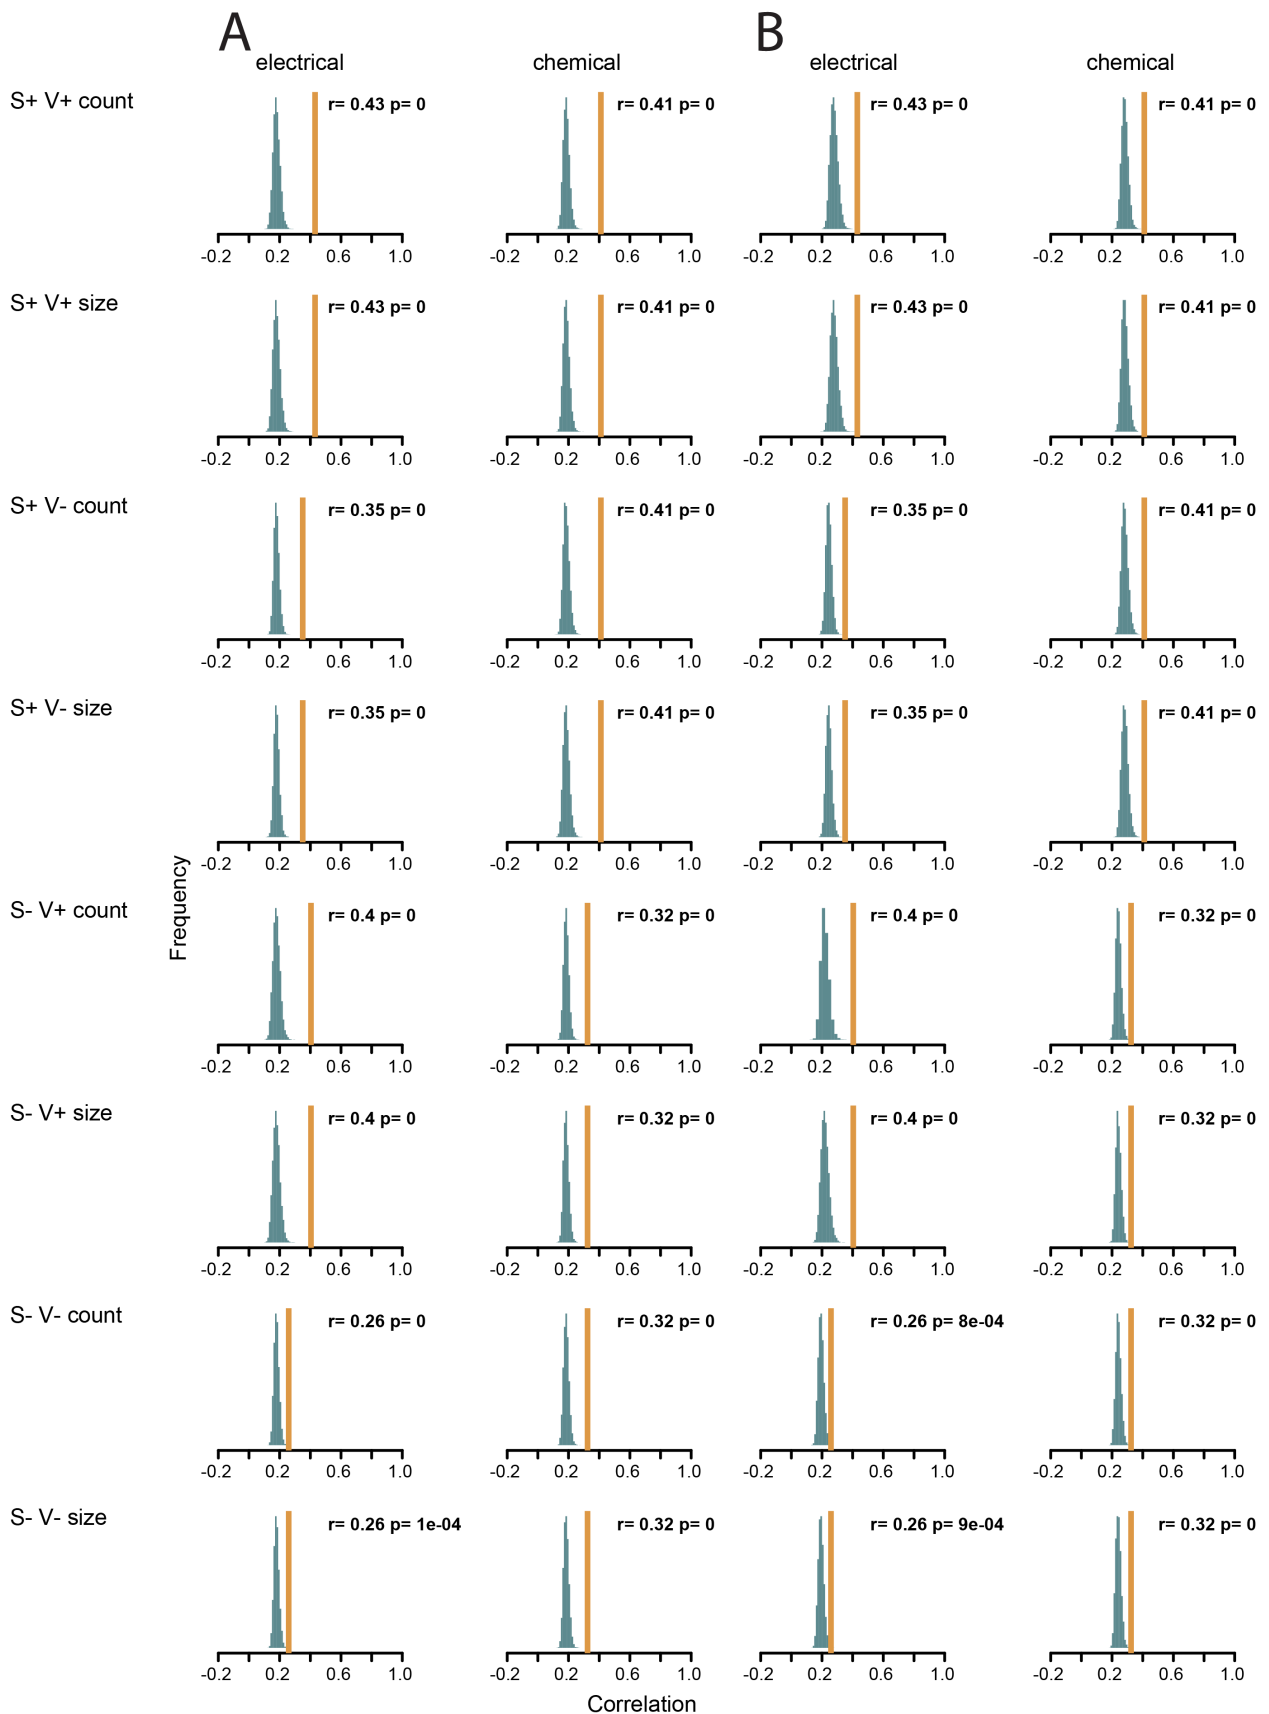 A B
electrical chemical electrical chemical
S+ V+ count r= 0.43 p= 0 r= 0.41 p= 0 r= 0.43 p= 0 r= 0.41 p= 0
-0.2 0.2 0.6 1.0 -0.2 0.2 0.6 1.0 -0.2 0.2 0.6 1.0 -0.2 0.2 0.6 1.0
S+ V+ size r= 0.43 p= 0 r= 0.41 p= 0 r= 0.43 p= 0 r= 0.41 p= 0
-0.2 0.2 0.6 1.0 -0.2 0.2 0.6 1.0 -0.2 0.2 0.6 1.0 -0.2 0.2 0.6 1.0
S+ V- count r= 0.35 p= 0 r= 0.41 p= 0 r= 0.35 p= 0 r= 0.41 p= 0
-0.2 0.2 0.6 1.0 -0.2 0.2 0.6 1.0 -0.2 0.2 0.6 1.0 -0.2 0.2 0.6 1.0
S+ V- size r= 0.35 p= 0 r= 0.41 p= 0 r= 0.35 p= 0 r= 0.41 p= 0
-0.2 0.2 0.6 1.0 -0.2 0.2 0.6 1.0 -0.2 0.2 0.6 1.0 -0.2 0.2 0.6 1.0
Frequency
S- V+ count r= 0.4 p= 0 r= 0.32 p= 0 r= 0.4 p= 0 r= 0.32 p= 0
-0.2 0.2 0.6 1.0 -0.2 0.2 0.6 1.0 -0.2 0.2 0.6 1.0 -0.2 0.2 0.6 1.0
S- V+ size r= 0.4 p= 0 r= 0.32 p= 0 r= 0.4 p= 0 r= 0.32 p= 0
-0.2 0.2 0.6 1.0 -0.2 0.2 0.6 1.0 -0.2 0.2 0.6 1.0 -0.2 0.2 0.6 1.0
S- V- count r= 0.26 p= 0 r= 0.32 p= 0 r= 0.26 p= 8e-04 r= 0.32 p= 0
-0.2 0.2 0.6 1.0 -0.2 0.2 0.6 1.0 -0.2 0.2 0.6 1.0 -0.2 0.2 0.6 1.0
S- V- size r= 0.26 p= 1e-04 r= 0.32 p= 0 r= 0.26 p= 9e-04 r= 0.32 p= 0
-0.2 0.2 0.6 1.0 -0.2 0.2 0.6 1.0 -0.2 0.2 0.6 1.0 -0.2 0.2 0.6 1.0
Correlation